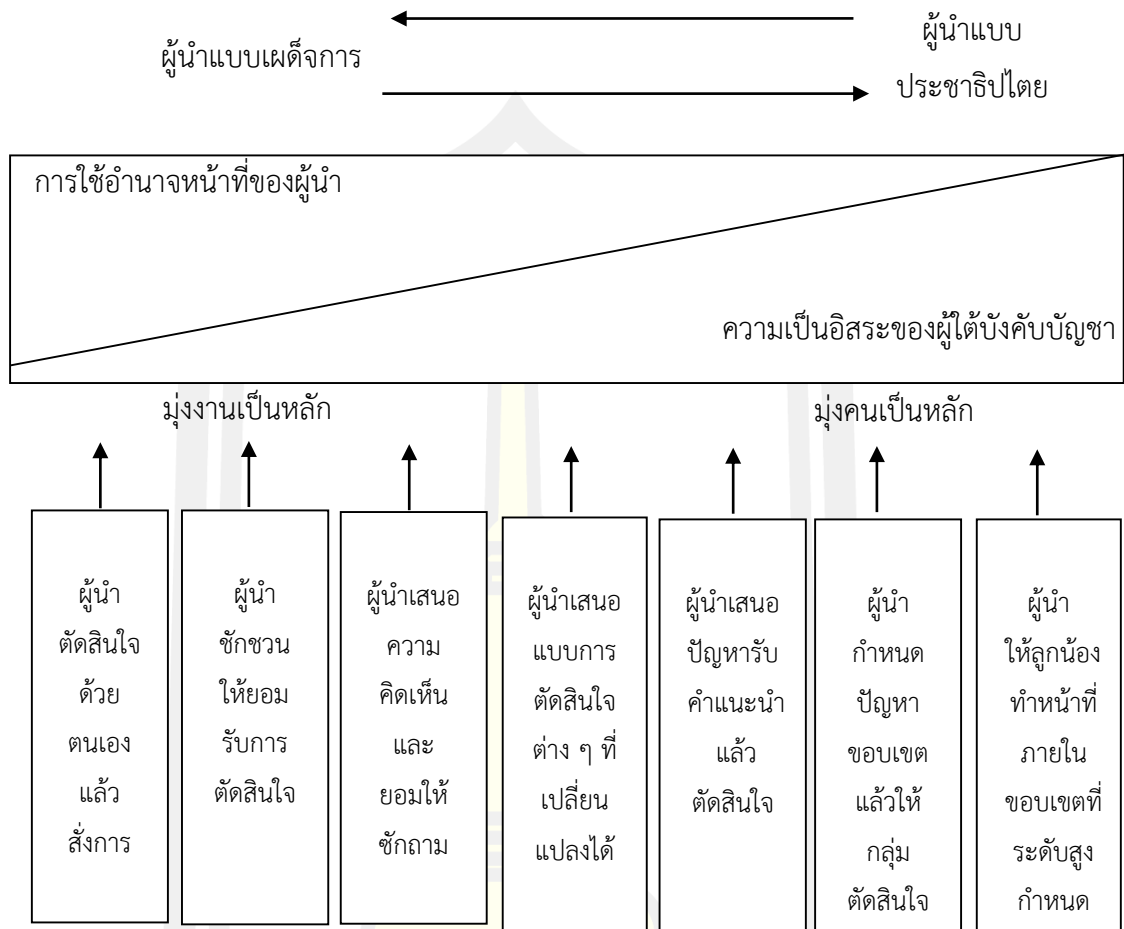 ผู้นำแบบเผด็จการ
ผู้นำแบบ
ประชาธิปไตย
การใช้อำนาจหน้าที่ของผู้นำ
ความเป็นอิสระของผู้ใต้บังคับบัญชา
มุ่งงานเป็นหลัก
มุ่งคนเป็นหลัก
ผู้นำ
ตัดสินใจ
ด้วย
ตนเอง
แล้ว
สั่งการ
ผู้นำ
ชักชวน
ให้ยอม
รับการ
ตัดสินใจ
ผู้นำเสนอ
ความ
คิดเห็น
และ
ยอมให้
ซักถาม
ผู้นำเสนอ
แบบการ
ตัดสินใจ
ต่าง ๆ ที่
เปลี่ยน
แปลงได้
ผู้นำเสนอ
ปัญหารับ
คำแนะนำ
แล้ว
ตัดสินใจ
ผู้นำ
กำหนด
ปัญหา
ขอบเขต
แล้วให้
กลุ่ม
ตัดสินใจ
ผู้นำ
ให้ลูกน้อง
ทำหน้าที่
ภายใน
ขอบเขตที่
ระดับสูง
กำหนด